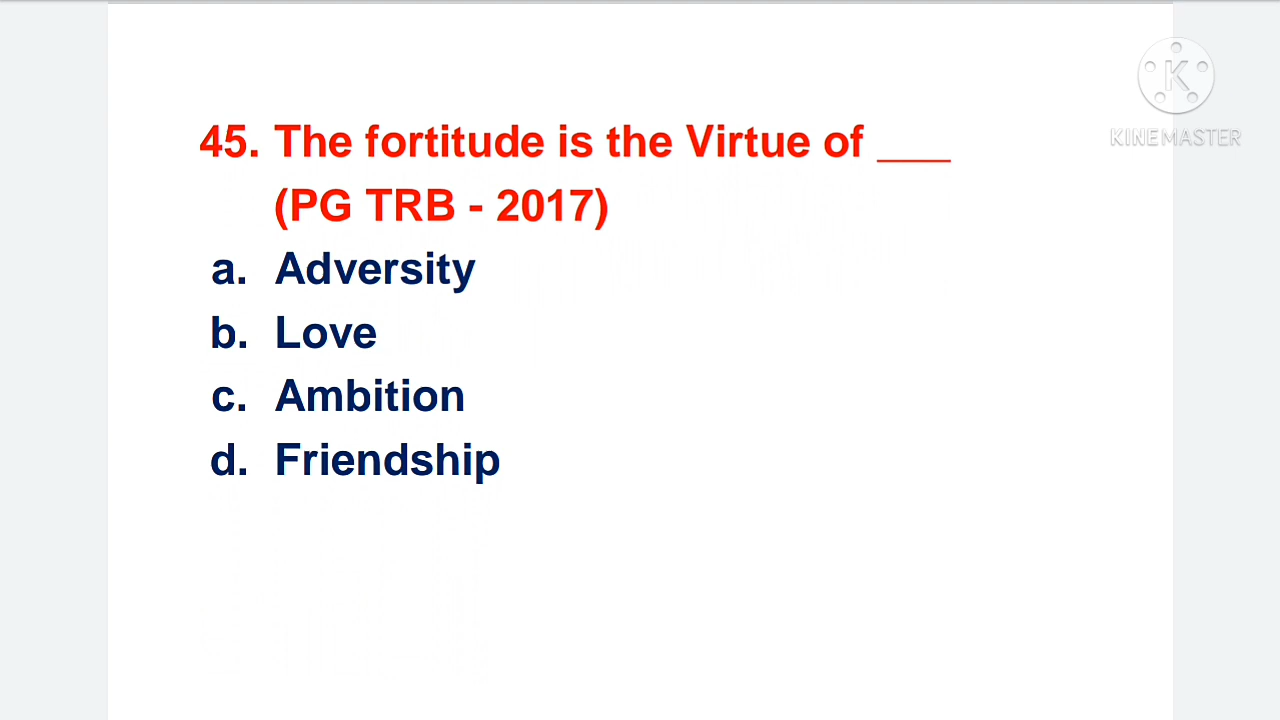 KINEMASTER
45. The fortitude is the Virtue of ___
(PG TRB - 2017)
a. Adversity
b. Love
c. Ambition
d. Friendship